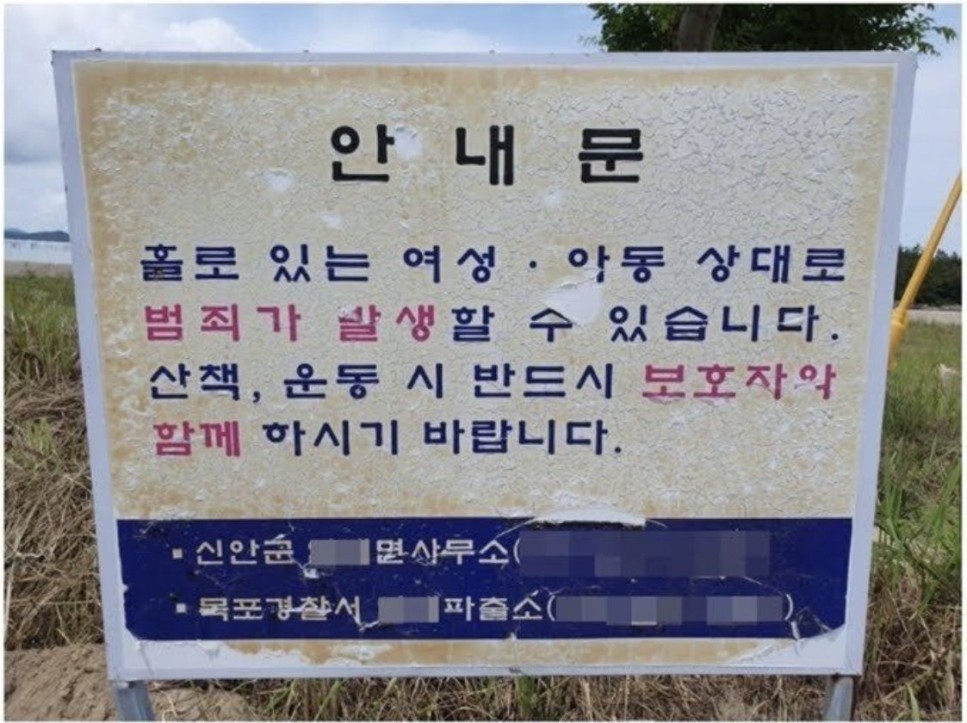 안내문
홀로 있는 여성 · 아동 상대로
범죄가 발생할 수 있습니다.
산책, 운동 시 반드시 보호자와
함께 하시기 바랍니다.
▪ 신안군 면사무소(
▪ 목포경찰서 파출소( )